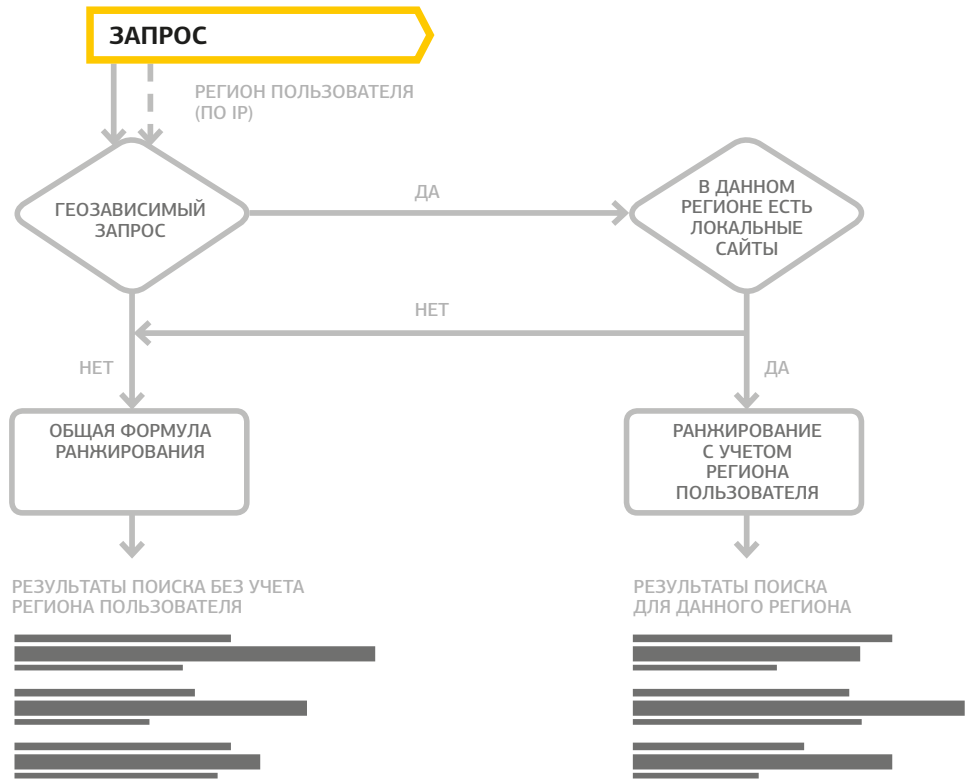 ЗАПРОС
РЕГИОН ПОЛЬЗОВАТЕЛЯ
(ПО IP)
ГЕОЗАВИСИМЫЙ
ЗАПРОС
ДА
В ДАННОМ
РЕГИОНЕ ЕСТЬ
ЛОКАЛЬНЫЕ
САЙТЫ
НЕТ
НЕТ
ДА
ОБЩАЯ ФОРМУЛА
РАНЖИРОВАНИЯ
РАНЖИРОВАНИЕ
С УЧЕТОМ
РЕГИОНА
ПОЛЬЗОВАТЕЛЯ
РЕЗУЛЬТАТЫ ПОИСКА БЕЗ УЧЕТА
РЕГИОНА ПОЛЬЗОВАТЕЛЯ
РЕЗУЛЬТАТЫ ПОИСКА
ДЛЯ ДАННОГО РЕГИОНА